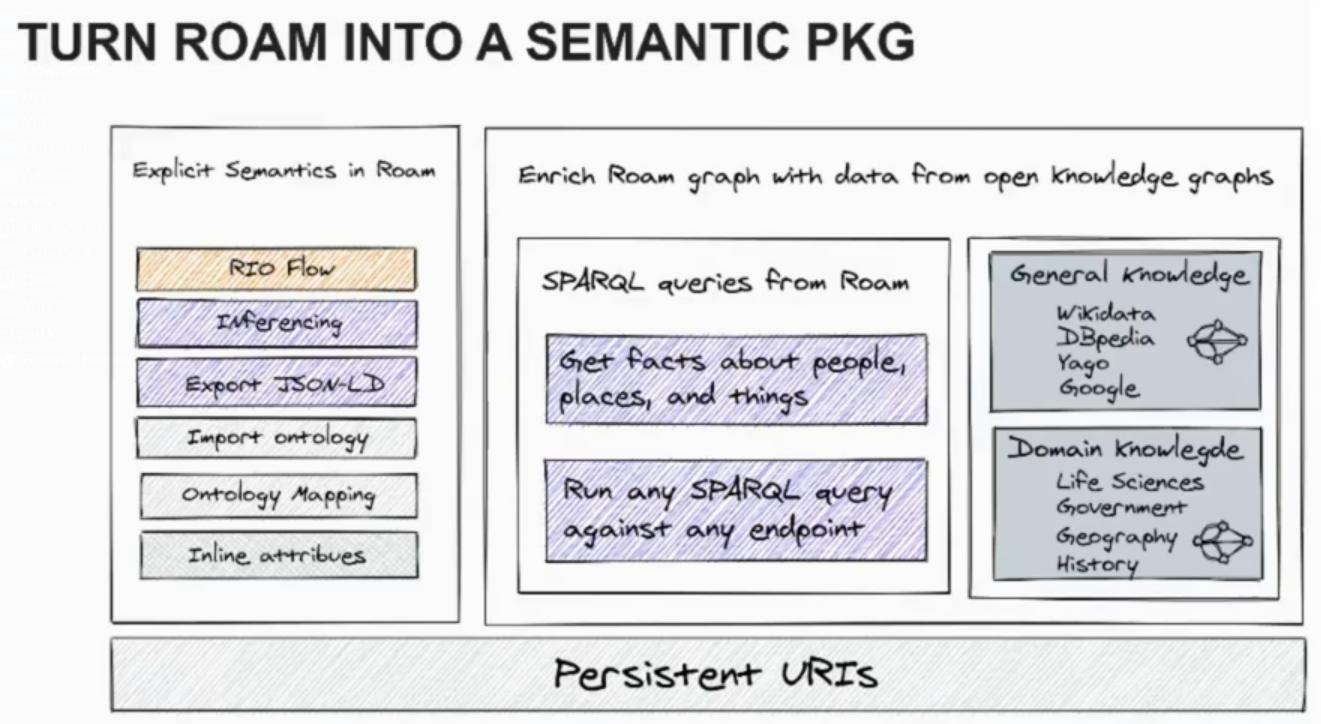 TURN ROAM INTO A SEMANTIC PKG
Explicit Semantics in Roam
RIO Flow
Inferencing
Export JSON-LD
Import ontology
Ontology Mapping
Inline attribues
Enrich Roam graph with data from open knowledge graphs
SPARQL queries from Roam
Get facts about people,
places, and things
Run any SPARQL query
against any endpoint
General Knowledge
Wikidata
DBpedia
Yago
Google
Domain Knowlegde
Life Sciences
Government
Geography
History
Persistent URIs